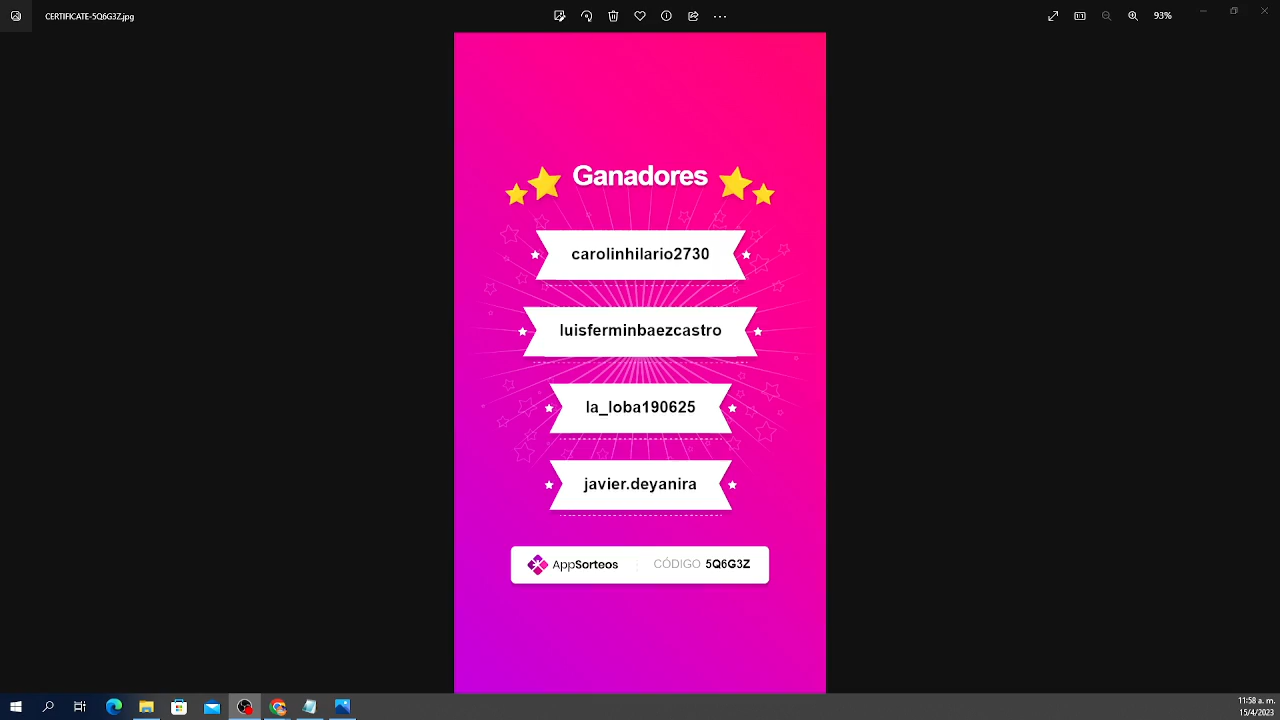 CERTIFICATE-5Q6G3Z.jpg
93%
Ganadores
carolinhilario2730
luisferminbaezcastro
la_loba190625
javier.deyanira
AppSorteos CÓDIGO 5Q6G3Z
11:58 a. m.
15/4/2023